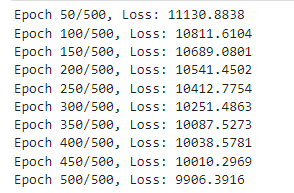 Epoch 50/500, Loss: 11130.8838
Epoch 100/500, Loss: 10811.6104
Epoch 150/500, Loss: 10689.0801
Epoch 200/500, Loss: 10541.4502
Epoch 250/500, Loss: 10412.7754
Epoch 300/500, Loss: 10251.4863
Epoch 350/500, Loss: 10087.5273
Epoch 400/500, Loss: 10038.5781
Epoch 450/500, Loss: 10010.2969
Epoch 500/500, Loss: 9906.3916